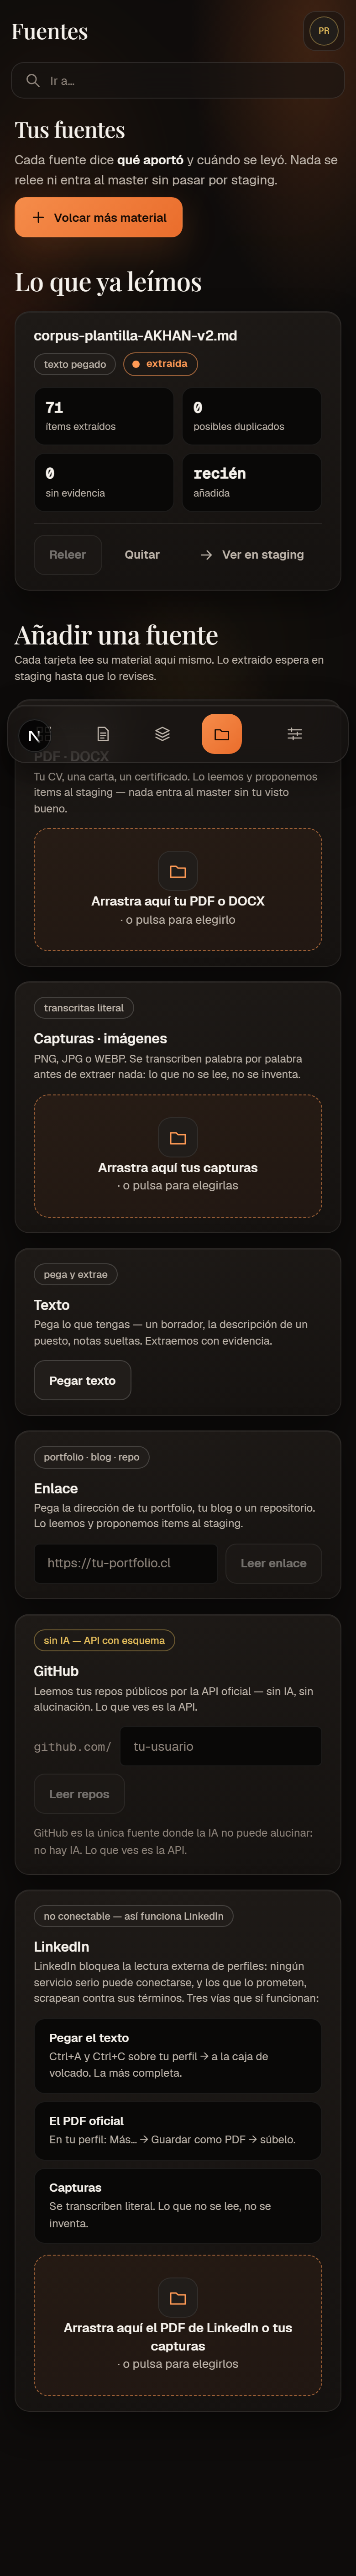 Fuentes
PR
Ir a...
Tus fuentes
Cada fuente dice qué aportó y cuándo se leyó. Nada se
relee ni entra al master sin pasar por staging.
Volcar más material
Lo que ya leímos
corpus-plantilla-AKHAN-v2.md
texto pegado
extraída
71
ítems extraídos
0
posibles duplicados
0
sin evidencia
recién
añadida
Releer
Quitar
→ Ver en staging
Añadir una fuente
Cada tarjeta lee su material aquí mismo. Lo extraído espera en
staging hasta que lo revises.
N
PDF · DOCX
Tu CV, una carta, un certificado. Lo leemos y proponemos
items al staging — nada entra al master sin tu visto
bueno.
Arrastra aquí tu PDF o DOCX
· o pulsa para elegirlo
transcritas literal
Capturas · imágenes
PNG, JPG o WEBP. Se transcriben palabra por palabra
antes de extraer nada: lo que no se lee, no se inventa.
Arrastra aquí tus capturas
· o pulsa para elegirlas
pega y extrae
Texto
Pega lo que tengas — un borrador, la descripción de un
puesto, notas sueltas. Extraemos con evidencia.
Pegar texto
portfolio · blog · repo
Enlace
Pega la dirección de tu portfolio, tu blog o un repositorio.
Lo leemos y proponemos items al staging.
https://tu-portfolio.cl
Leer enlace
sin IA — API con esquema
GitHub
Leemos tus repos públicos por la API oficial — sin IA, sin
alucinación. Lo que ves es la API.
github.com/
tu-usuario
Leer repos
GitHub es la única fuente donde la IA no puede alucinar:
no hay IA. Lo que ves es la API.
no conectable — así funciona LinkedIn
LinkedIn
LinkedIn bloquea la lectura externa de perfiles: ningún
servicio serio puede conectarse, y los que lo prometen,
scrapean contra sus términos. Tres vías que sí funcionan:
Pegar el texto
Ctrl+A y Ctrl+C sobre tu perfil → a la caja de
volcado. La más completa.
El PDF oficial
En tu perfil: Más... → Guardar como PDF → súbelo.
Capturas
Se transcriben literal. Lo que no se lee, no se
inventa.
Arrastra aquí el PDF de LinkedIn o tus
capturas
· o pulsa para elegirlos